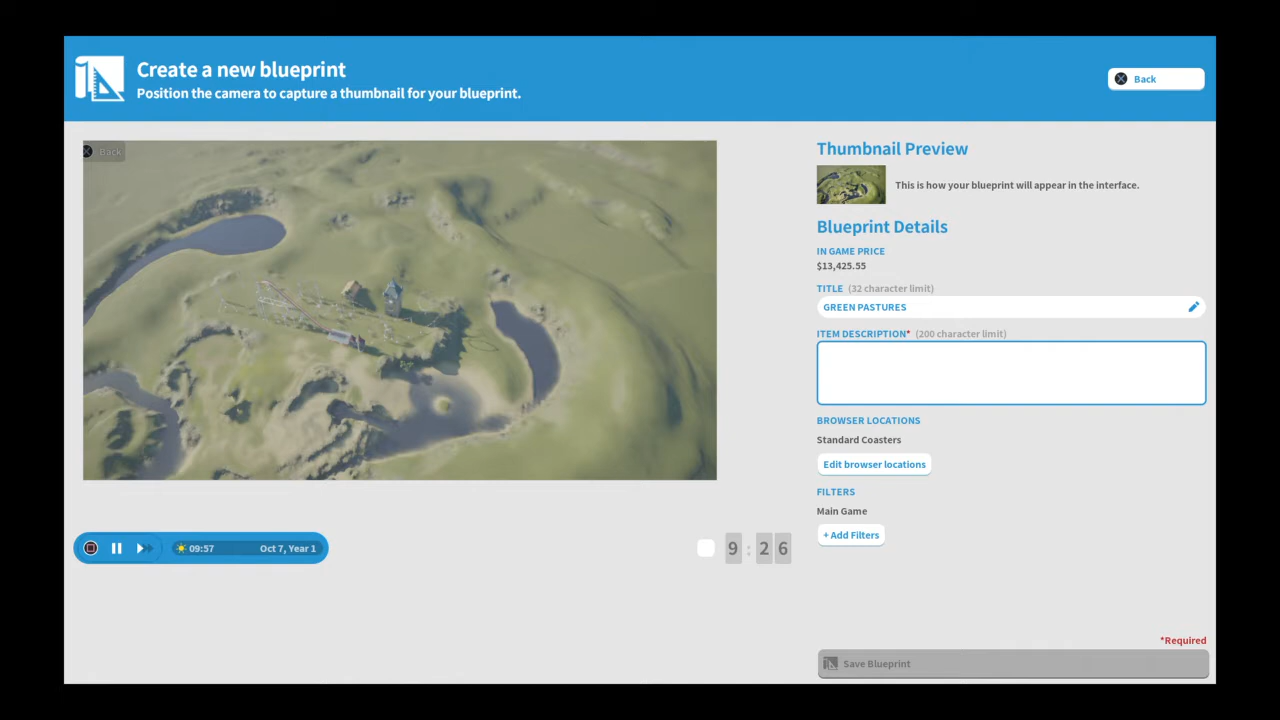 Create a new blueprint
Position the camera to capture a thumbnail for your blueprint.
Back
Back
Thumbnail Preview
This is how your blueprint will appear in the interface.
Blueprint Details
IN GAME PRICE
$13,425.55
TITLE (32 character limit)
GREEN PASTURES
ITEM DESCRIPTION* (200 character limit)
BROWSER LOCATIONS
Standard Coasters
Edit browser locations
FILTERS
Main Game
+ Add Filters
09:57 Oct 7, Year 1
9:26
*Required
Save Blueprint